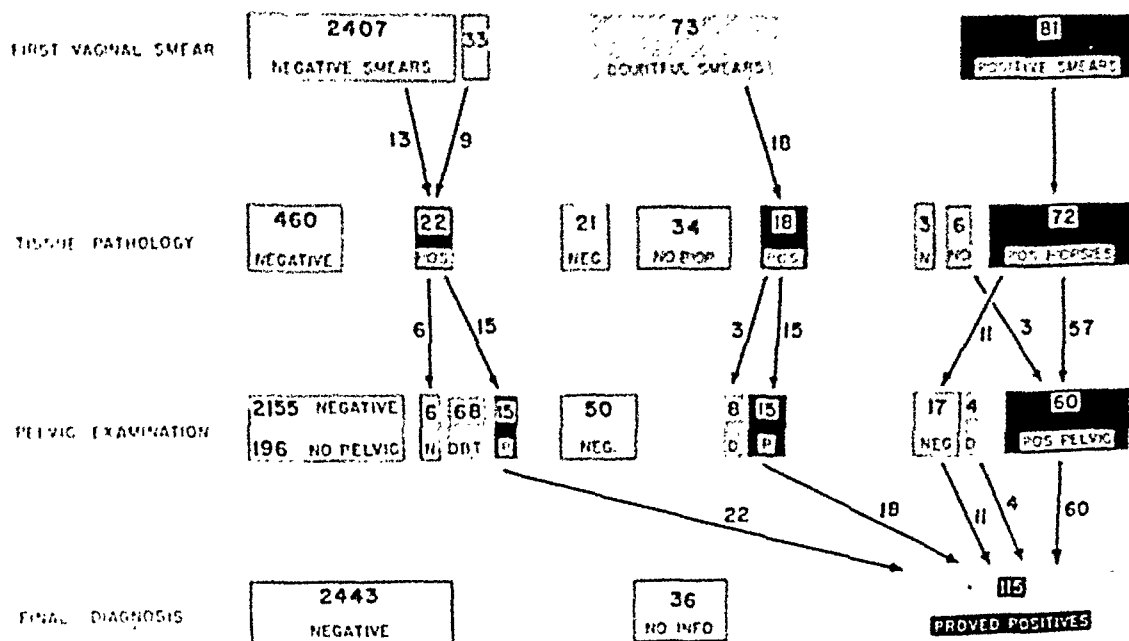 FIRST VAGINAL SMEAR
2407
NEGATIVE SMEARS
33
73
DOUBTFUL SMEARS
81
POSITIVE SMEARS
13
9
18
TISSUE PATHOLOGY
460
NEGATIVE
22
POS.
21
NEG.
34
NO BIOP.
18
POS
3
N
6
NO
72
POS. BIOPSIES
6
15
3
15
11
3
57
PELVIC EXAMINATION
2155 NEGATIVE
196 NO PELVIC
6
N
68
DBT
15
P
50
NEG.
8
D
15
P
17
NEG
4
D
60
POS PELVIC
22
18
11
4
60
FINAL DIAGNOSIS
2443
NEGATIVE
36
NO INFO
115
PROVED POSITIVES